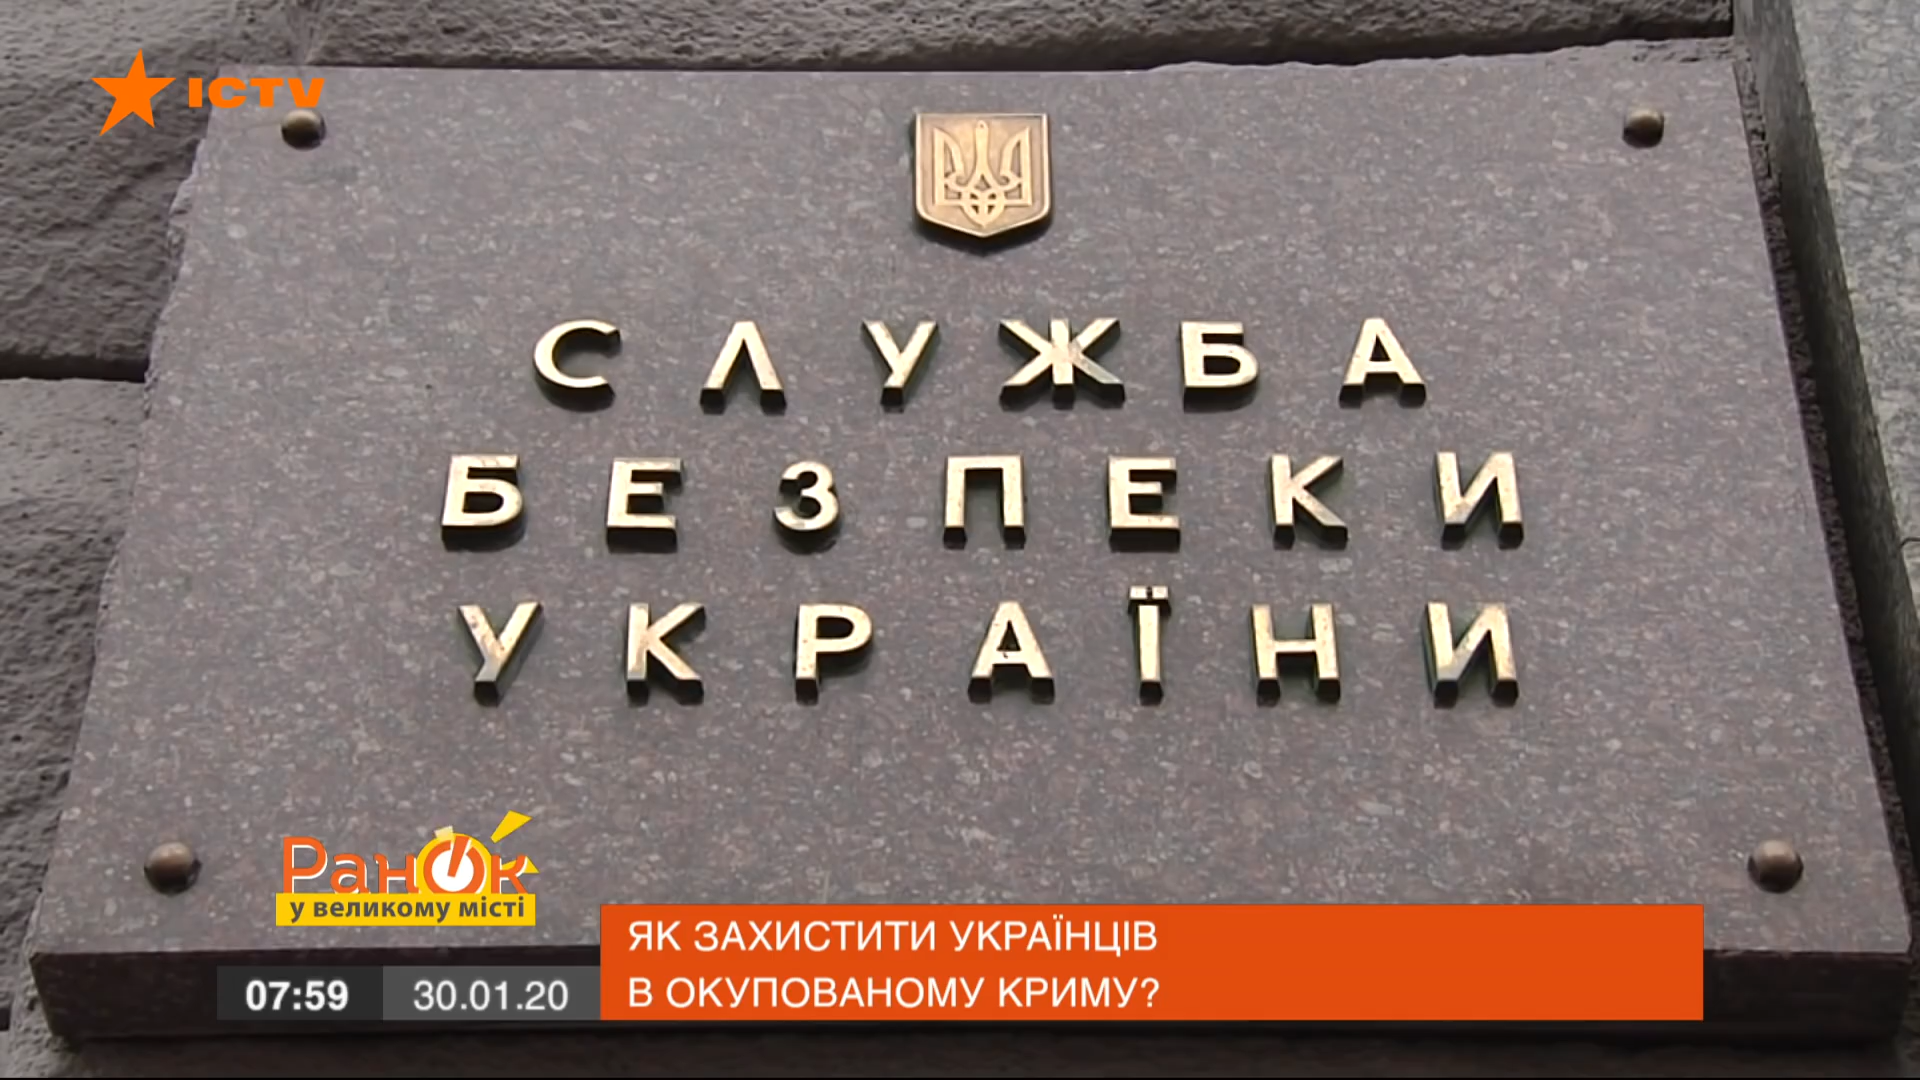 ICTV
СЛУЖБА
БЕЗПЕКИ
УКРАЇНИ
Ранок
у великому місті
ЯК ЗАХИСТИТИ УКРАЇНЦІВ
В ОКУПОВАНОМУ КРИМУ?
07:59 30.01.20